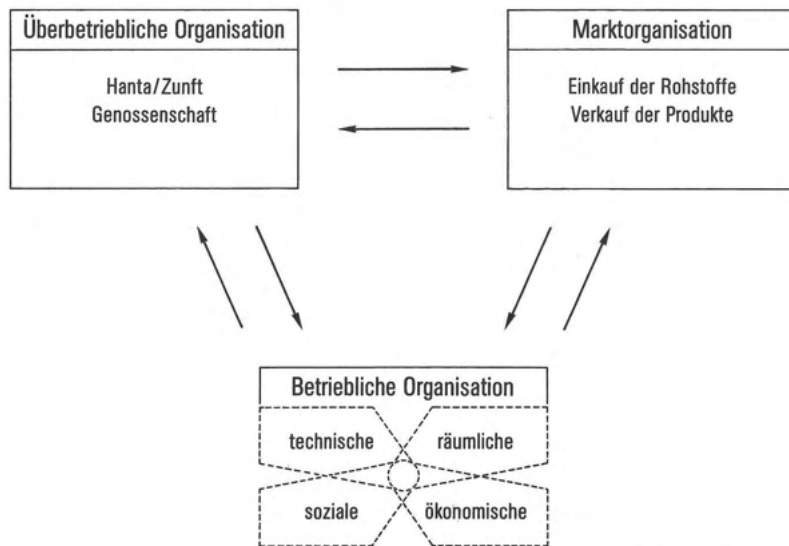 Überbetriebliche Organisation
Hanta/Zunft
Genossenschaft
Marktorganisation
Einkauf der Rohstoffe
Verkauf der Produkte
Betriebliche Organisation
technische
räumliche
soziale
ökonomische